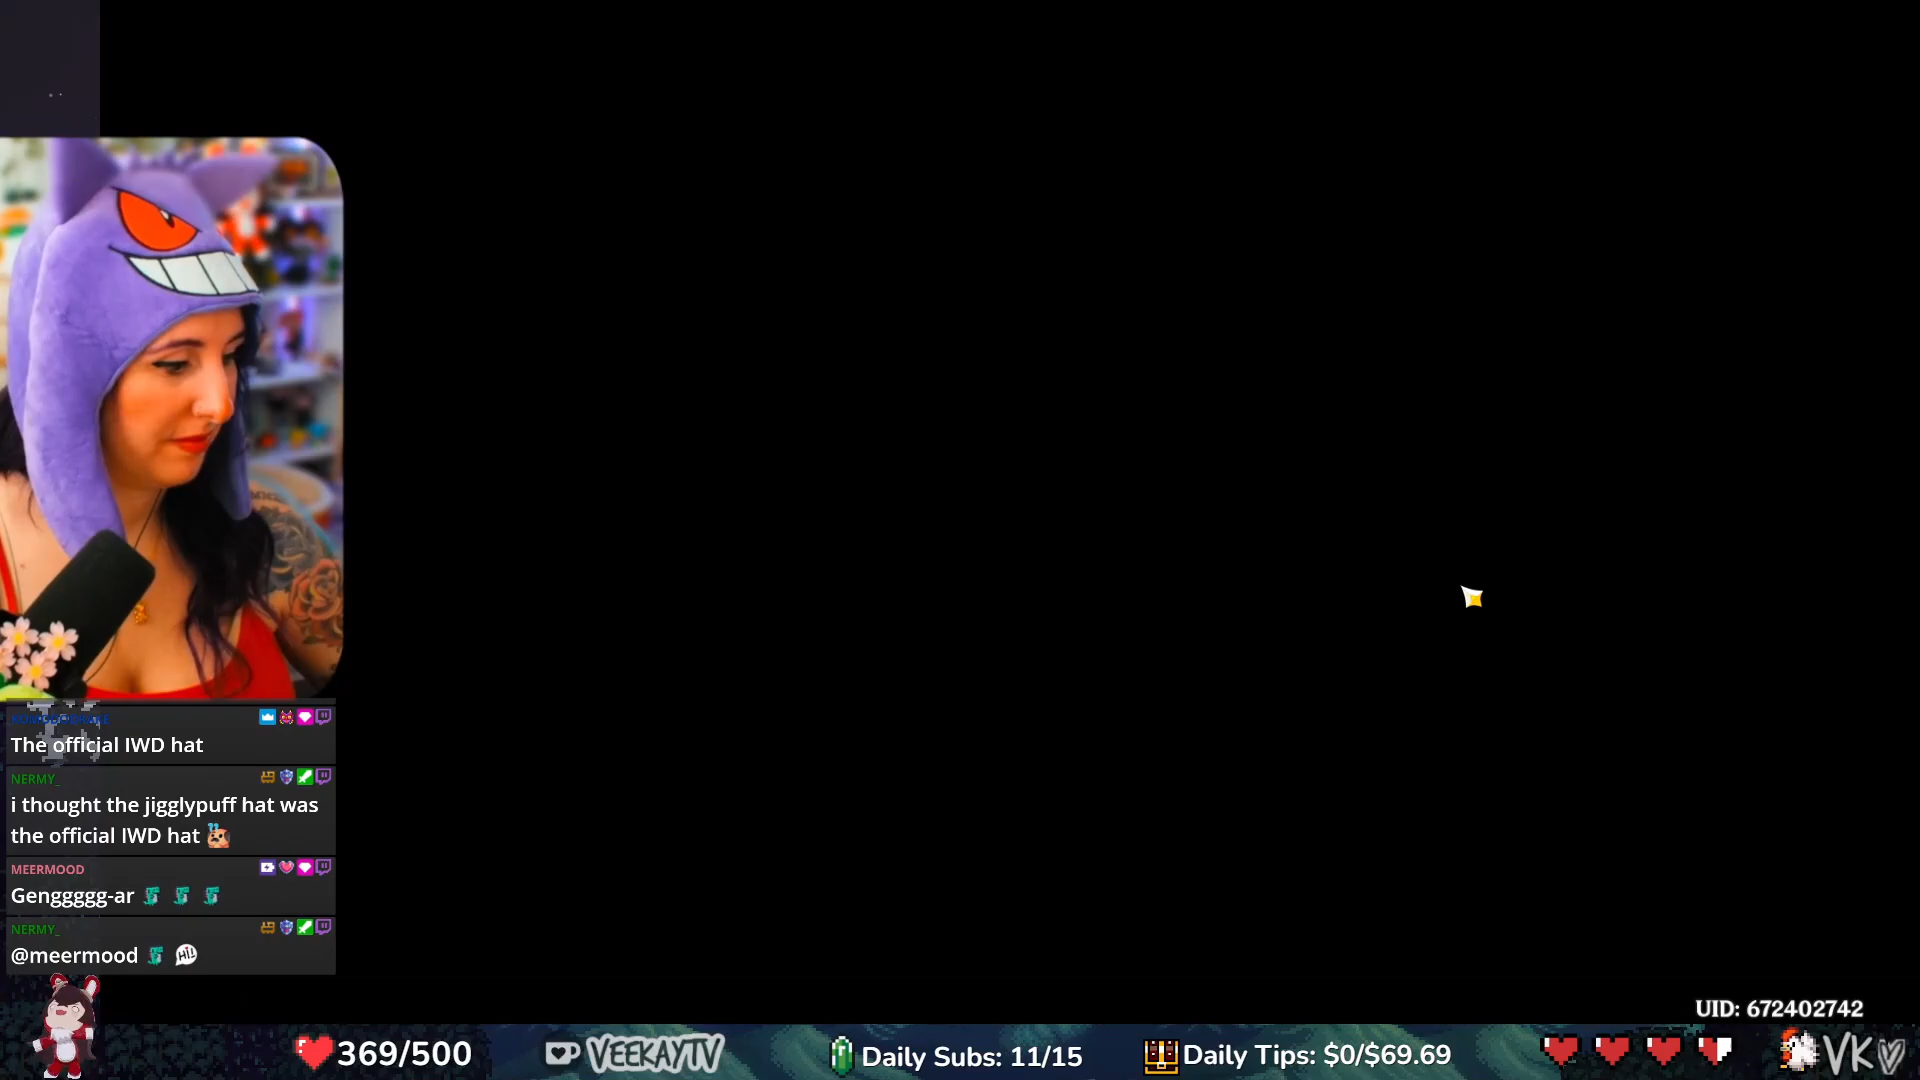 The official IWD hat
NERMY_
i thought the jigglypuff hat was
the official IWD hat
MEERMOOD
Genggggg-ar
NERMY_
@meermood Hi!
UID: 672402742
369/500
VEEKAYTV
Daily Subs: 11/15
Daily Tips: $0/$69.69
VK